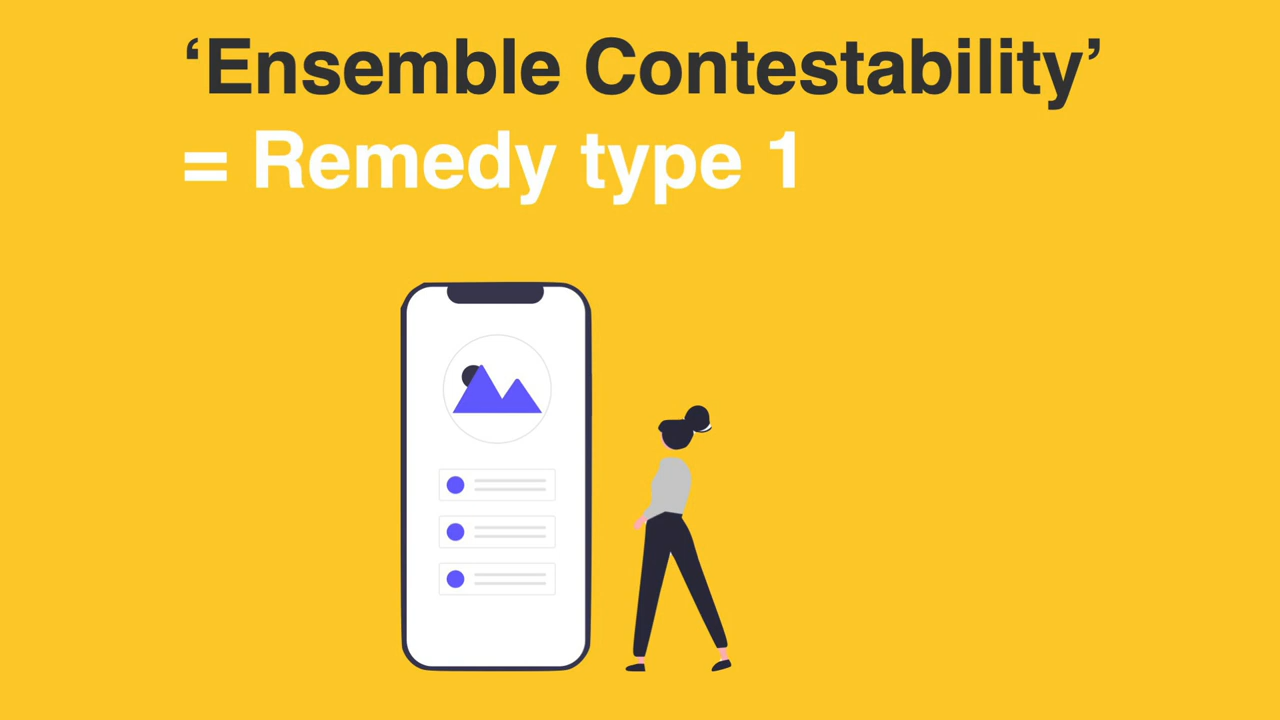 ‘Ensemble Contestability’
= Remedy type 1